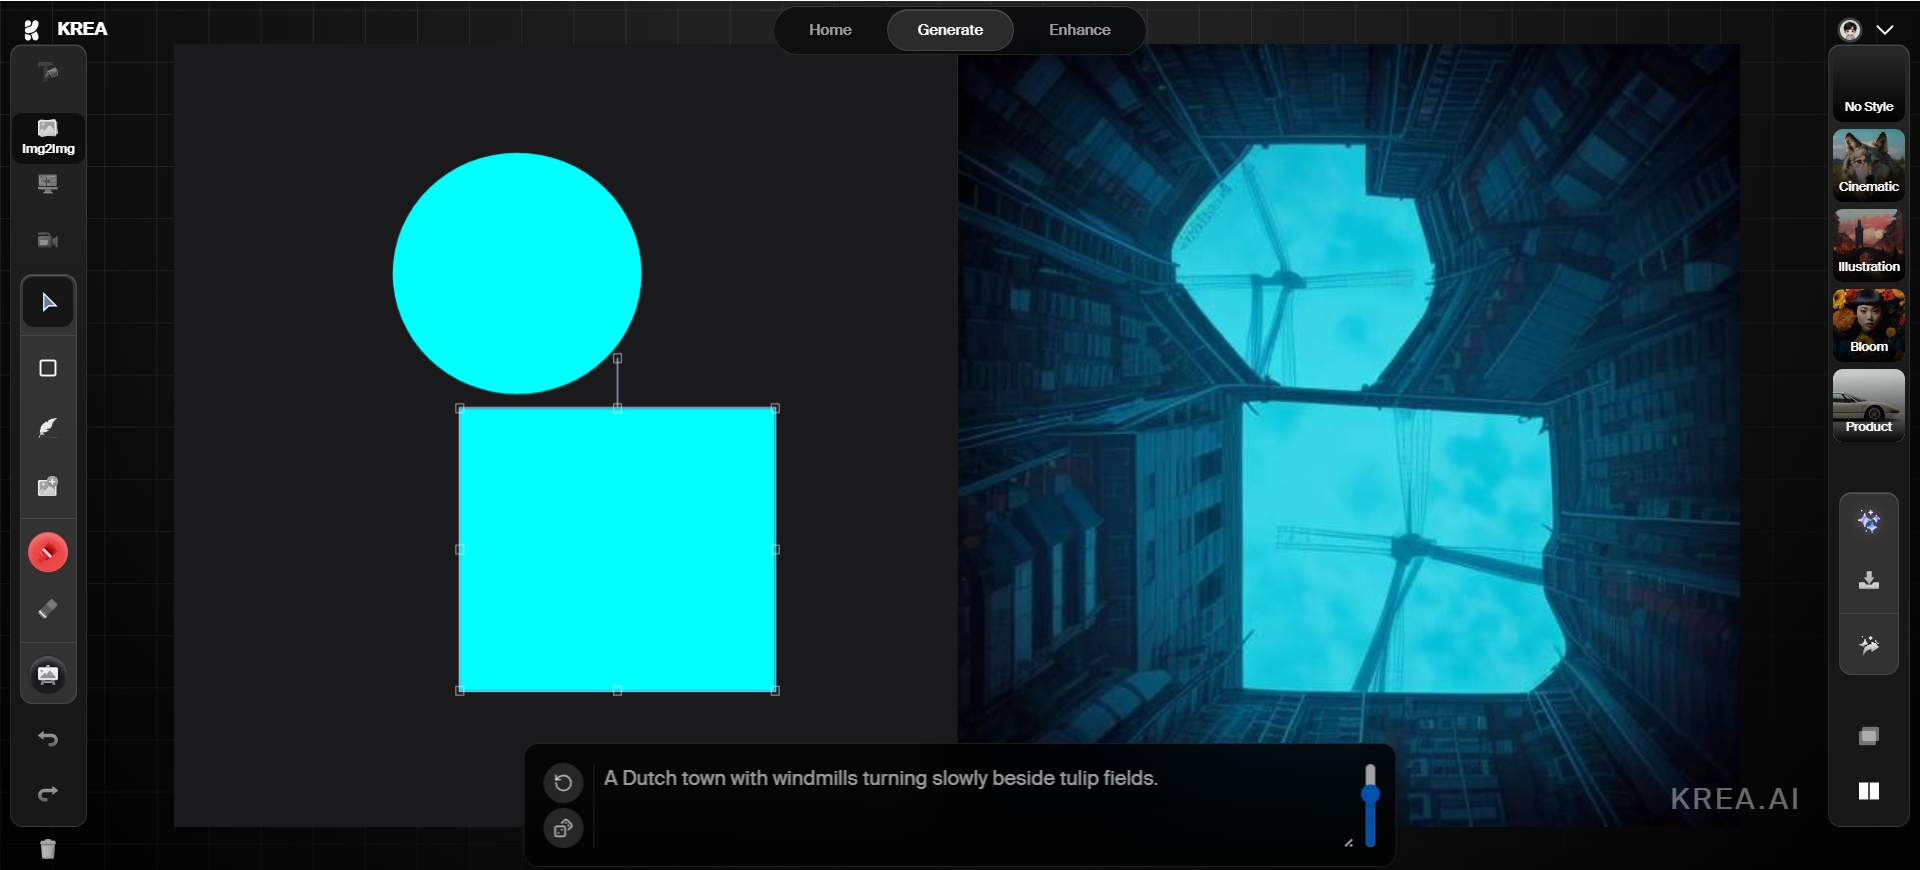 KREA
Home
Generate
Enhance
Img2Img
No Style
Cinematic
Illustration
Bloom
Product
A Dutch town with windmills turning slowly beside tulip fields.
KREA.AI